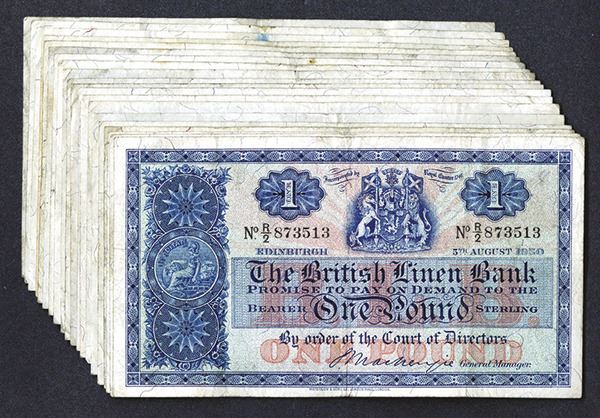 Incorporated by Royal Charter 1746
1 1
Nº R/2 873513 Nº R/2 873513
EDINBURGH 5TH AUGUST 1950
The British Linen Bank
PROMISE TO PAY ON DEMAND TO THE
BEARER One Pound STERLING
By order of the Court of Directors
ONE POUND
General Manager.